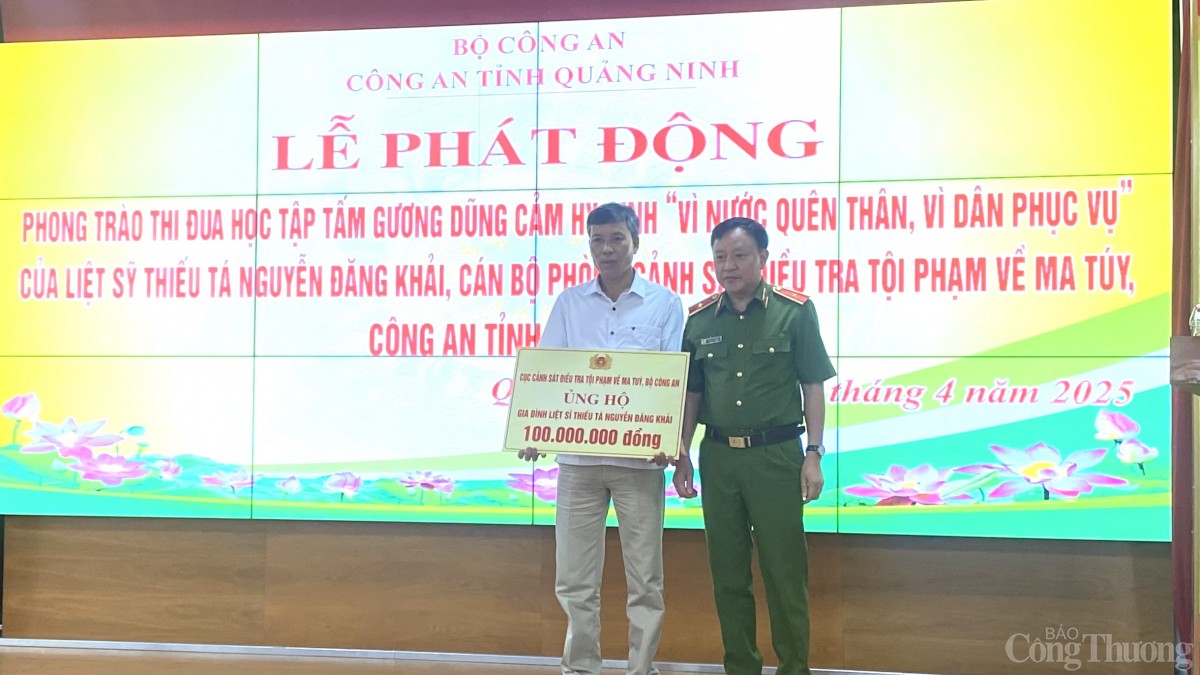 BỘ CÔNG AN
CÔNG AN TỈNH QUẢNG NINH
LỄ PHÁT ĐỘNG
PHONG TRÀO THI ĐUA HỌC TẬP TẤM GƯƠNG DŨNG CẢM HY "VÌ NƯỚC QUÊN THÂN, VÌ DÂN PHỤC VỤ"
CỦA LIỆT SỸ THIẾU TÁ NGUYỄN ĐĂNG KHẢI, CÁN BỘ CẢNH ĐIỀU TRA TỘI PHẠM VỀ MA TÚY,
CÔNG AN TỈNH
tháng 4 năm 2025
CỤC CẢNH SÁT ĐIỀU TRA TỘI PHẠM VỀ MA TUÝ, BỘ CÔNG AN
ỦNG HỘ
GIA ĐÌNH LIỆT SĨ THIẾU TÁ NGUYỄN ĐĂNG KHẢI
100.000.000 đồng
BÁO
Công Thương